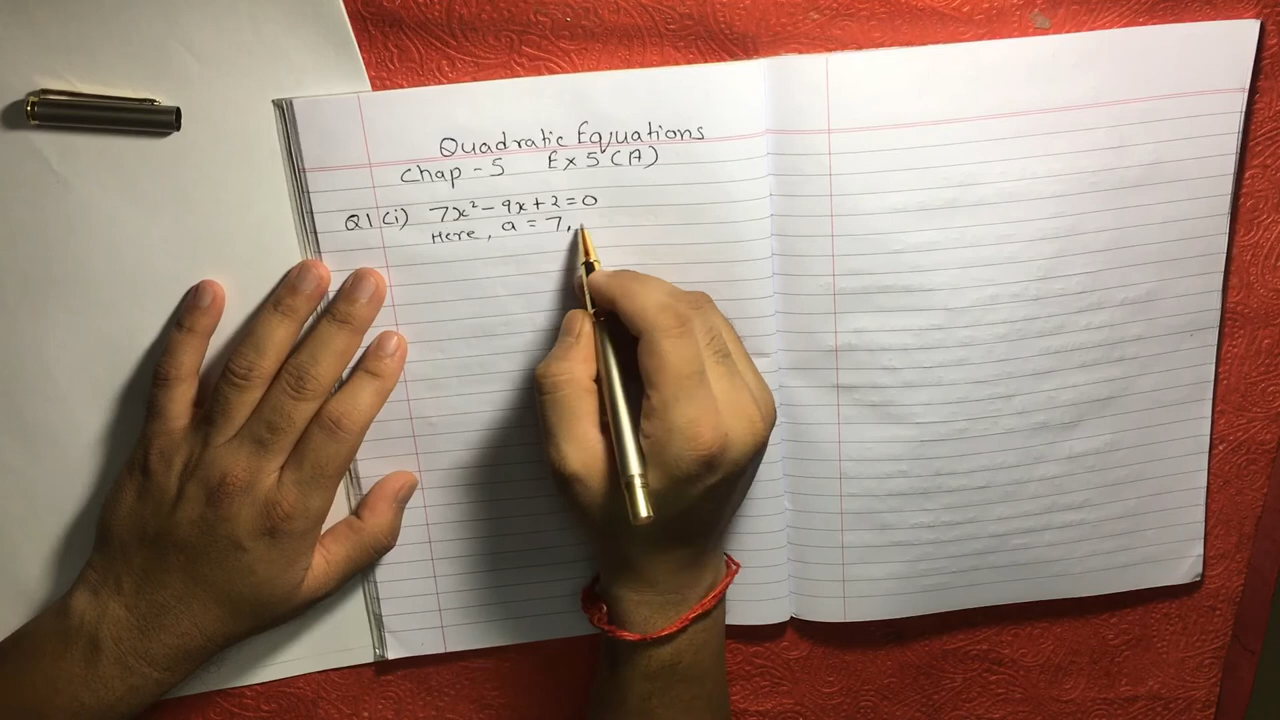 Quadratic Equations
Chap - 5 Ex 5 (A)
Q1 (i) 7x² - 9x + 2 = 0
Here, a = 7,